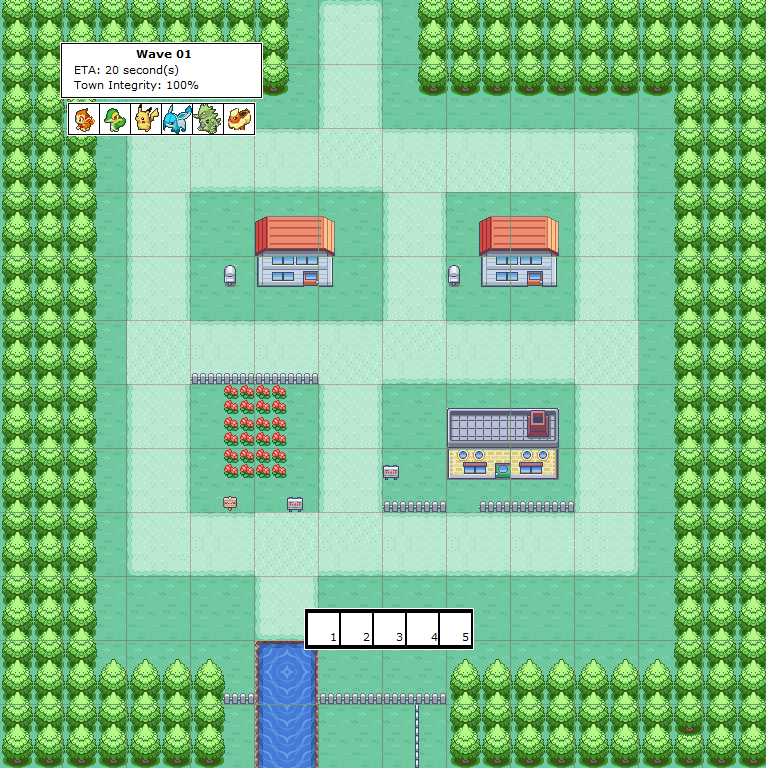 Wave 01
ETA: 20 second(s)
Town Integrity: 100%
1 2 3 4 5